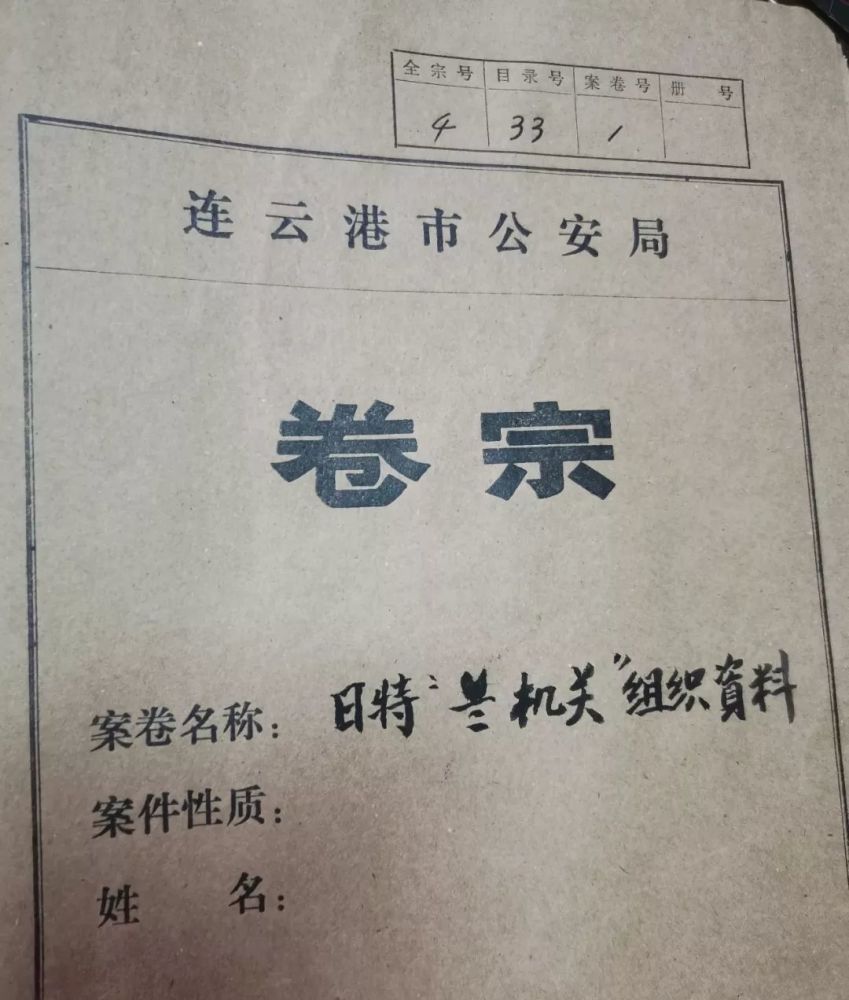 全宗号 目录号 案卷号 册号
4 33 1
连云港市公安局
卷宗
案卷名称：日特“兰机关”组织資料
案件性质：
姓名：